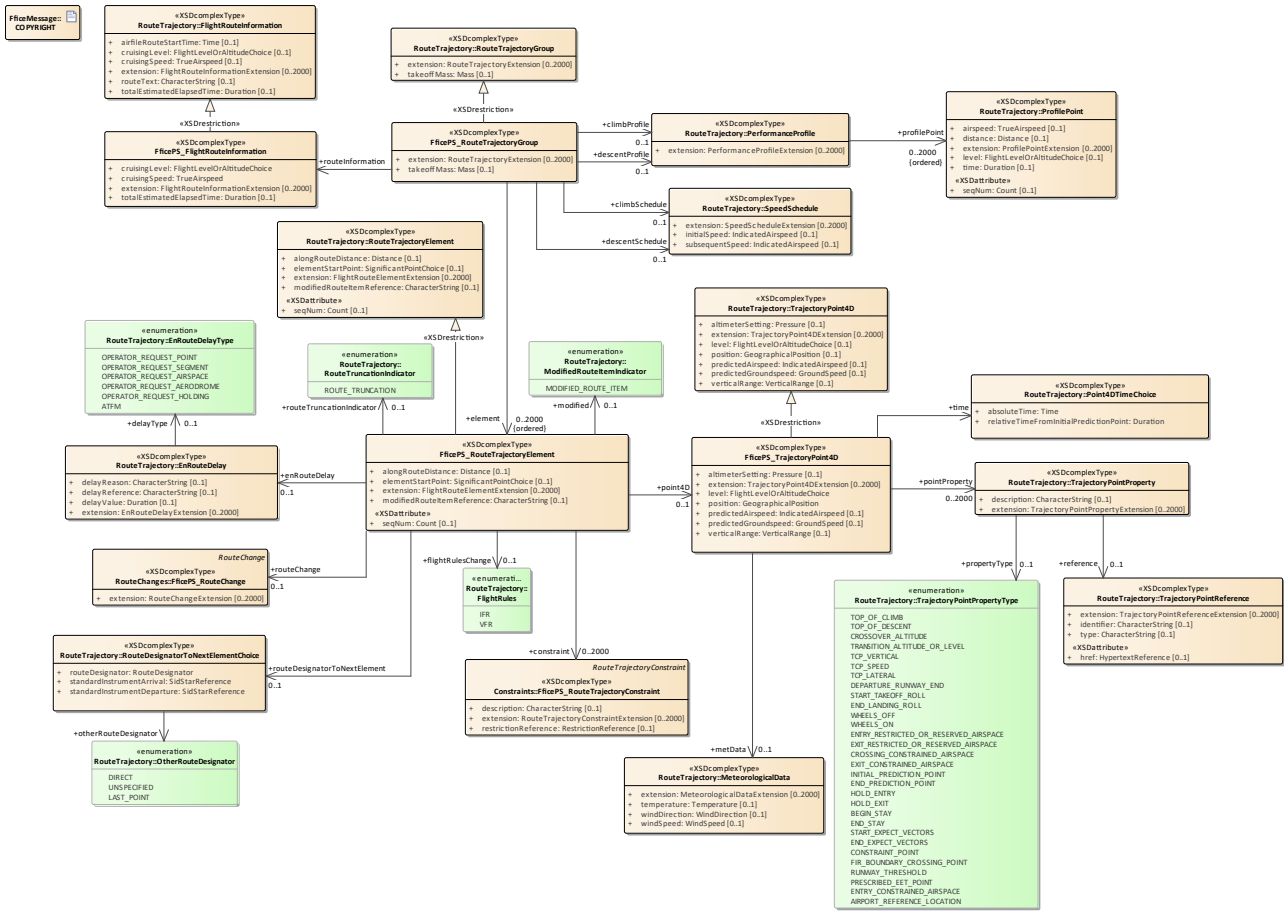 FficeMessage::
COPYRIGHT
«XSDcomplexType»
RouteTrajectory::FlightRouteInformation
+ airfileRouteStartTime: Time [0..1]
+ cruisingLevel: FlightLevelOrAltitudeChoice [0..1]
+ cruisingSpeed: TrueAirspeed [0..1]
+ extension: FlightRouteInformationExtension [0..2000]
+ routeText: CharacterString [0..1]
+ totalEstimatedElapsedTime: Duration [0..1]
«XSDrestriction»
«XSDcomplexType»
FficePS_FlightRouteInformation
+ cruisingLevel: FlightLevelOrAltitudeChoice
+ cruisingSpeed: TrueAirspeed
+ extension: FlightRouteInformationExtension [0..2000]
+ totalEstimatedElapsedTime: Duration [0..1]
+routeInformation
«XSDcomplexType»
RouteTrajectory::RouteTrajectoryGroup
+ extension: RouteTrajectoryExtension [0..2000]
+ takeoffMass: Mass [0..1]
«XSDrestriction»
«XSDcomplexType»
FficePS_RouteTrajectoryGroup
+ extension: RouteTrajectoryExtension [0..2000]
+ takeoffMass: Mass [0..1]
+climbProfile
0..1
+descentProfile
0..1
«XSDcomplexType»
RouteTrajectory::PerformanceProfile
+ extension: PerformanceProfileExtension [0..2000]
+profilePoint
0..2000
{ordered}
«XSDcomplexType»
RouteTrajectory::ProfilePoint
+ airspeed: TrueAirspeed [0..1]
+ distance: Distance [0..1]
+ extension: ProfilePointExtension [0..2000]
+ level: FlightLevelOrAltitudeChoice [0..1]
+ time: Duration [0..1]
«XSDattribute»
+ seqNum: Count [0..1]
+climbSchedule
0..1
+descentSchedule
0..1
«XSDcomplexType»
RouteTrajectory::SpeedSchedule
+ extension: SpeedScheduleExtension [0..2000]
+ initialSpeed: IndicatedAirspeed [0..1]
+ subsequentSpeed: IndicatedAirspeed [0..1]
«XSDcomplexType»
RouteTrajectory::RouteTrajectoryElement
+ alongRouteDistance: Distance [0..1]
+ elementStartPoint: SignificantPointChoice [0..1]
+ extension: FlightRouteElementExtension [0..2000]
+ modifiedRouteItemReference: CharacterString [0..1]
«XSDattribute»
+ seqNum: Count [0..1]
«XSDrestriction»
«enumeration»
RouteTrajectory::EnRouteDelayType
OPERATOR_REQUEST_POINT
OPERATOR_REQUEST_SEGMENT
OPERATOR_REQUEST_AIRSPACE
OPERATOR_REQUEST_AERODROME
OPERATOR_REQUEST_HOLDING
ATFM
+delayType 0..1
«enumeration»
RouteTrajectory::
RouteTruncationIndicator
ROUTE_TRUNCATION
+routeTruncationIndicator 0..1
«enumeration»
RouteTrajectory::
ModifiedRouteItemIndicator
MODIFIED_ROUTE_ITEM
+modified 0..1
+element 0..2000
{ordered}
«XSDcomplexType»
RouteTrajectory::TrajectoryPoint4D
+ altimeterSetting: Pressure [0..1]
+ extension: TrajectoryPoint4DExtension [0..2000]
+ level: FlightLevelOrAltitudeChoice [0..1]
+ position: GeographicalPosition [0..1]
+ predictedAirspeed: IndicatedAirspeed [0..1]
+ predictedGroundspeed: GroundSpeed [0..1]
+ verticalRange: VerticalRange [0..1]
«XSDrestriction»
+time
«XSDcomplexType»
RouteTrajectory::Point4DTimeChoice
+ absoluteTime: Time
+ relativeTimeFromInitialPredictionPoint: Duration
«XSDcomplexType»
RouteTrajectory::EnRouteDelay
+ delayReason: CharacterString [0..1]
+ delayReference: CharacterString [0..1]
+ delayValue: Duration [0..1]
+ extension: EnRouteDelayExtension [0..2000]
+enRouteDelay
0..1
«XSDcomplexType»
FficePS_RouteTrajectoryElement
+ alongRouteDistance: Distance [0..1]
+ elementStartPoint: SignificantPointChoice [0..1]
+ extension: FlightRouteElementExtension [0..2000]
+ modifiedRouteItemReference: CharacterString [0..1]
«XSDattribute»
+ seqNum: Count [0..1]
+point4D
0..1
«XSDcomplexType»
FficePS_TrajectoryPoint4D
+ altimeterSetting: Pressure [0..1]
+ extension: TrajectoryPoint4DExtension [0..2000]
+ level: FlightLevelOrAltitudeChoice
+ position: GeographicalPosition
+ predictedAirspeed: IndicatedAirspeed [0..1]
+ predictedGroundspeed: GroundSpeed [0..1]
+ verticalRange: VerticalRange [0..1]
+pointProperty
0..2000
«XSDcomplexType»
RouteTrajectory::TrajectoryPointProperty
+ description: CharacterString [0..1]
+ extension: TrajectoryPointPropertyExtension [0..2000]
RouteChange
«XSDcomplexType»
RouteChanges::FficePS_RouteChange
+ extension: RouteChangeExtension [0..2000]
+routeChange
0..1
+flightRulesChange 0..1
«enumerati...
RouteTrajectory::
FlightRules
IFR
VFR
+propertyType 0..1
+reference 0..1
«enumeration»
RouteTrajectory::TrajectoryPointPropertyType
TOP_OF_CLIMB
TOP_OF_DESCENT
CROSSOVER_ALTITUDE
TRANSITION_ALTITUDE_OR_LEVEL
TCP_VERTICAL
TCP_SPEED
TCP_LATERAL
DEPARTURE_RUNWAY_END
START_TAKEOFF_ROLL
END_LANDING_ROLL
WHEELS_OFF
WHEELS_ON
ENTRY_RESTRICTED_OR_RESERVED_AIRSPACE
EXIT_RESTRICTED_OR_RESERVED_AIRSPACE
CROSSING_CONSTRAINED_AIRSPACE
EXIT_CONSTRAINED_AIRSPACE
INITIAL_PREDICTION_POINT
END_PREDICTION_POINT
HOLD_ENTRY
HOLD_EXIT
BEGIN_STAY
END_STAY
START_EXPECT_VECTORS
END_EXPECT_VECTORS
CONSTRAINT_POINT
FIR_BOUNDARY_CROSSING_POINT
RUNWAY_THRESHOLD
PRESCRIBED_EET_POINT
ENTRY_CONSTRAINED_AIRSPACE
AIRPORT_REFERENCE_LOCATION
«XSDcomplexType»
RouteTrajectory::TrajectoryPointReference
+ extension: TrajectoryPointReferenceExtension [0..2000]
+ identifier: CharacterString [0..1]
+ type: CharacterString [0..1]
«XSDattribute»
+ href: HypertextReference [0..1]
«XSDcomplexType»
RouteTrajectory::RouteDesignatorToNextElementChoice
+ routeDesignator: RouteDesignator
+ standardInstrumentArrival: SidStarReference
+ standardInstrumentDeparture: SidStarReference
+routeDesignatorToNextElement
0..1
+otherRouteDesignator
«enumeration»
RouteTrajectory::OtherRouteDesignator
DIRECT
UNSPECIFIED
LAST_POINT
+constraint 0..2000
RouteTrajectoryConstraint
«XSDcomplexType»
Constraints::FficePS_RouteTrajectoryConstraint
+ description: CharacterString [0..1]
+ extension: RouteTrajectoryConstraintExtension [0..2000]
+ restrictionReference: RestrictionReference [0..1]
+metData 0..1
«XSDcomplexType»
RouteTrajectory::MeteorologicalData
+ extension: MeteorologicalDataExtension [0..2000]
+ temperature: Temperature [0..1]
+ windDirection: WindDirection [0..1]
+ windSpeed: WindSpeed [0..1]